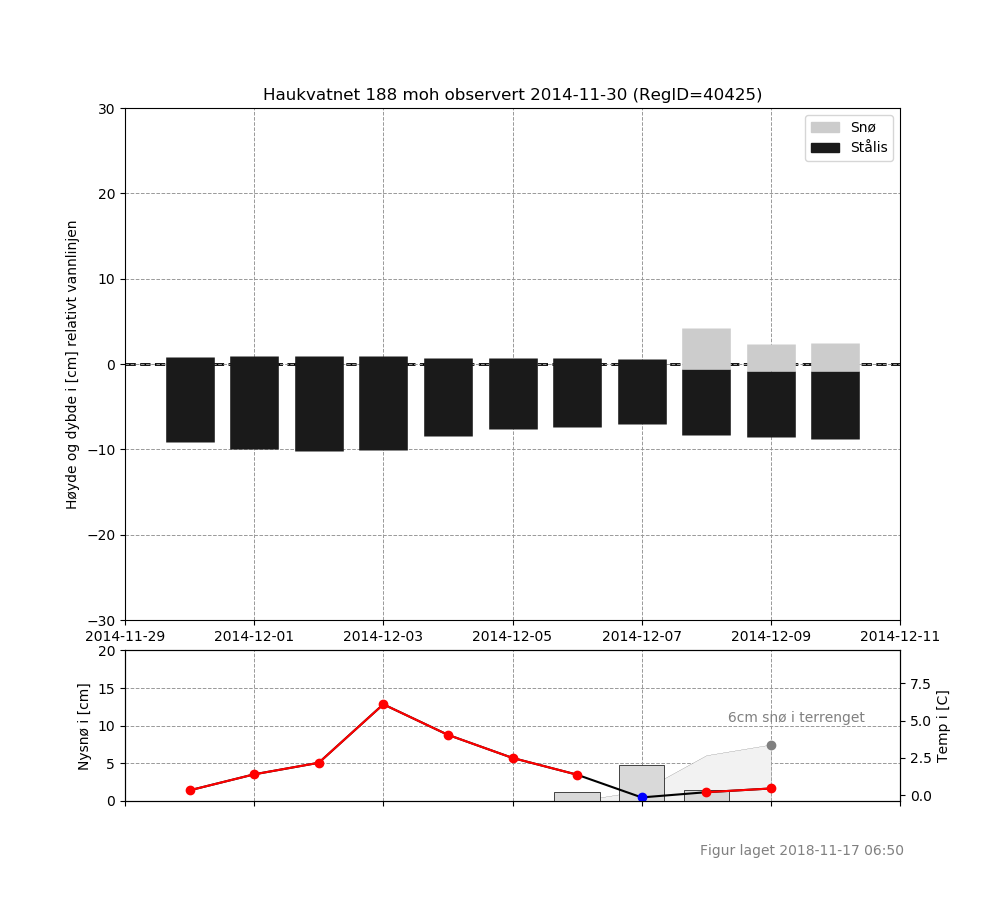 Haukvatnet 188 moh observert 2014-11-30 (RegID=40425)
Snø
Stålis
Høyde og dybde i [cm] relativt vannlinjen
30
20
10
0
−10
−20
−30
2014-11-29
2014-12-01
2014-12-03
2014-12-05
2014-12-07
2014-12-09
2014-12-11
Nysnø i [cm]
20
15
10
5
0
6cm snø i terrenget
7.5
5.0
2.5
0.0
Temp i [C]
Figur laget 2018-11-17 06:50